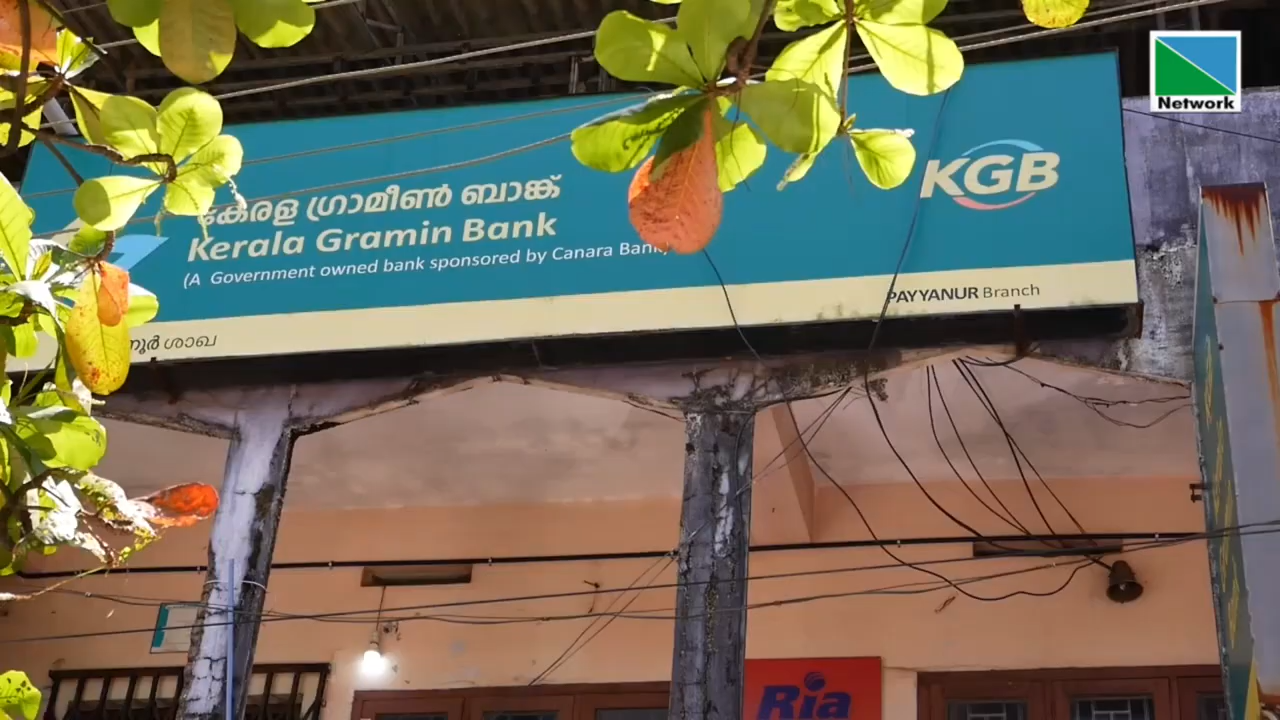 Network
KGB
കേരള ഗ്രാമീൺ ബാങ്ക്
Kerala Gramin Bank
(A Government owned bank sponsored by Canara Bank)
PAYYANUR Branch
ശാഖ
Ria